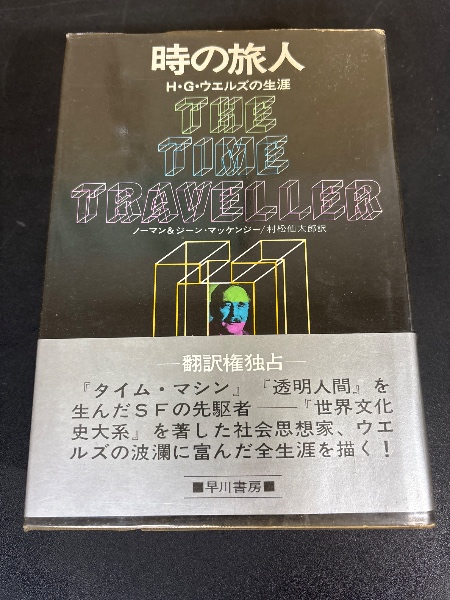 時の旅人
H・G・ウエルズの生涯
THE
TIME
TRAVELLER
ノーマン&ジーン・マッケンジー/村松仙太郎訳
―翻訳権独占―
『タイム・マシン』『透明人間』を
生んだSFの先駆者――『世界文化
史大系』を著した社会思想家、ウエ
ルズの波瀾に富んだ全生涯を描く!
■早川書房■